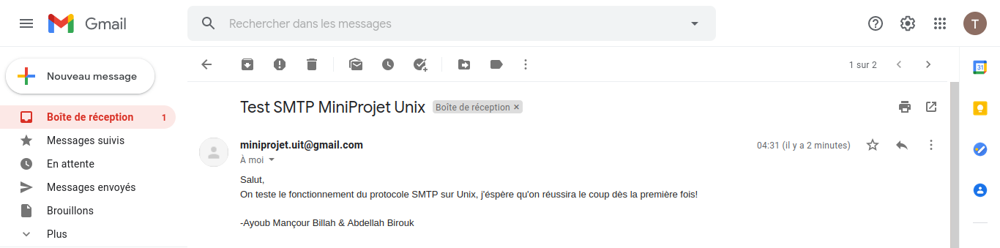 Gmail
Rechercher dans les messages
T
Nouveau message
1 sur 2
31
Boîte de réception 1
Messages suivis
En attente
Messages envoyés
Brouillons
Plus
Test SMTP MiniProjet Unix Boîte de réception ×
miniprojet.uit@gmail.com 04:31 (il y a 2 minutes)
À moi
Salut,
On teste le fonctionnement du protocole SMTP sur Unix, j'éspère qu'on réussira le coup dès la première fois!
-Ayoub Mançour Billah & Abdellah Birouk